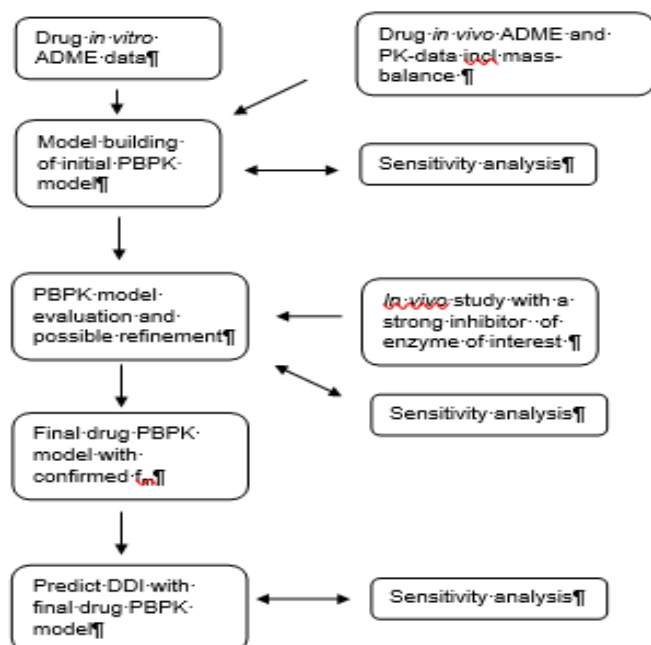 Drug in vitro
ADME data¶
Drug in vivo ADME and
PK-data incl mass-
balance ¶
Model building
of initial PBPK
model¶
Sensitivity analysis¶
PBPK model
evaluation and
possible refinement¶
In vivo study with a
strong inhibitor  of
enzyme of interest ¶
Sensitivity analysis¶
Final drug PBPK
model with
confirmed fm¶
Predict DDI with
final drug PBPK
model¶
Sensitivity analysis¶